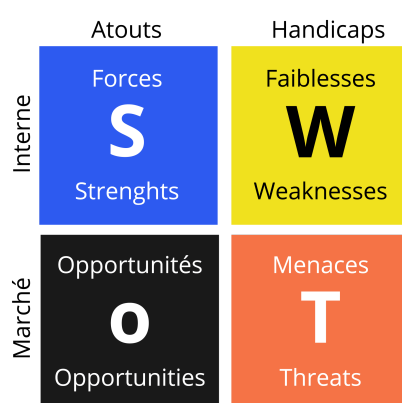 Atouts
Handicaps
Interne
Forces
S
Strenghts
Faiblesses
W
Weaknesses
Marché
Opportunités
o
Opportunities
Menaces
T
Threats